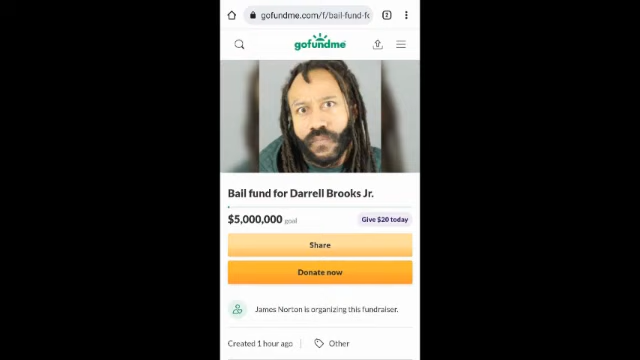 gofundme.com/f/bail-fund-fo
2
gofundme
Bail fund for Darrell Brooks Jr.
$5,000,000 goal
Give $20 today
Share
Donate now
James Norton is organizing this fundraiser.
Created 1 hour ago
Other